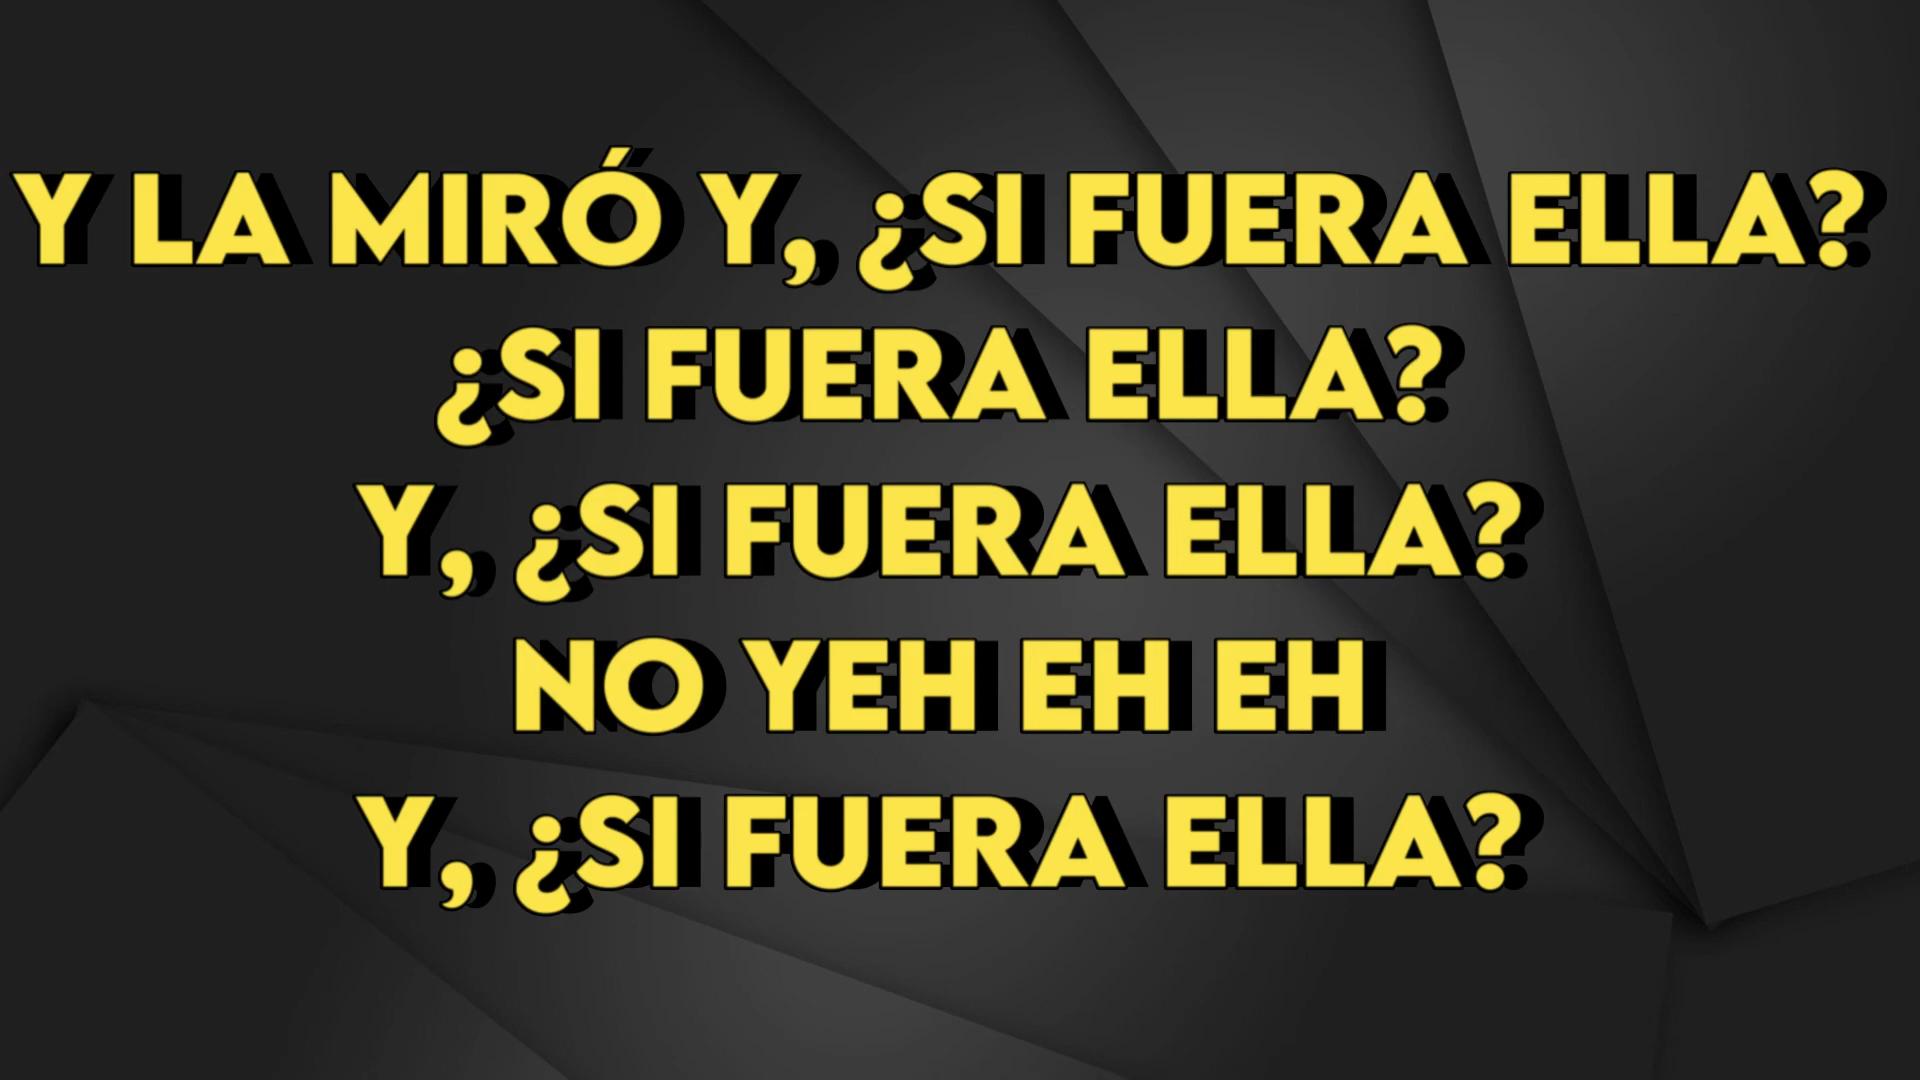 Y LA MIRÓ Y, ¿SI FUERA ELLA?
¿SI FUERA ELLA?
Y, ¿SI FUERA ELLA?
NO YEH EH EH
Y, ¿SI FUERA ELLA?